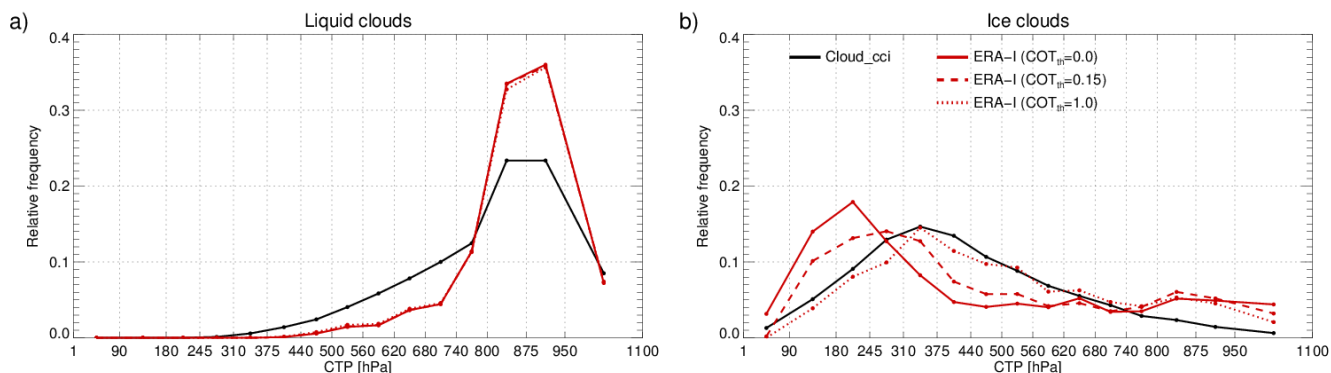 a)
Liquid clouds
0.4
0.3
0.2
0.1
0.0
Relative frequency
1 90 180 245 310 375 440 500 560 620 680 740 800 875 950 1100
CTP [hPa]
b)
Ice clouds
Cloud_cci
ERA-I (COTth=0.0)
ERA-I (COTth=0.15)
ERA-I (COTth=1.0)
0.4
0.3
0.2
0.1
0.0
Relative frequency
1 90 180 245 310 375 440 500 560 620 680 740 800 875 950 1100
CTP [hPa]